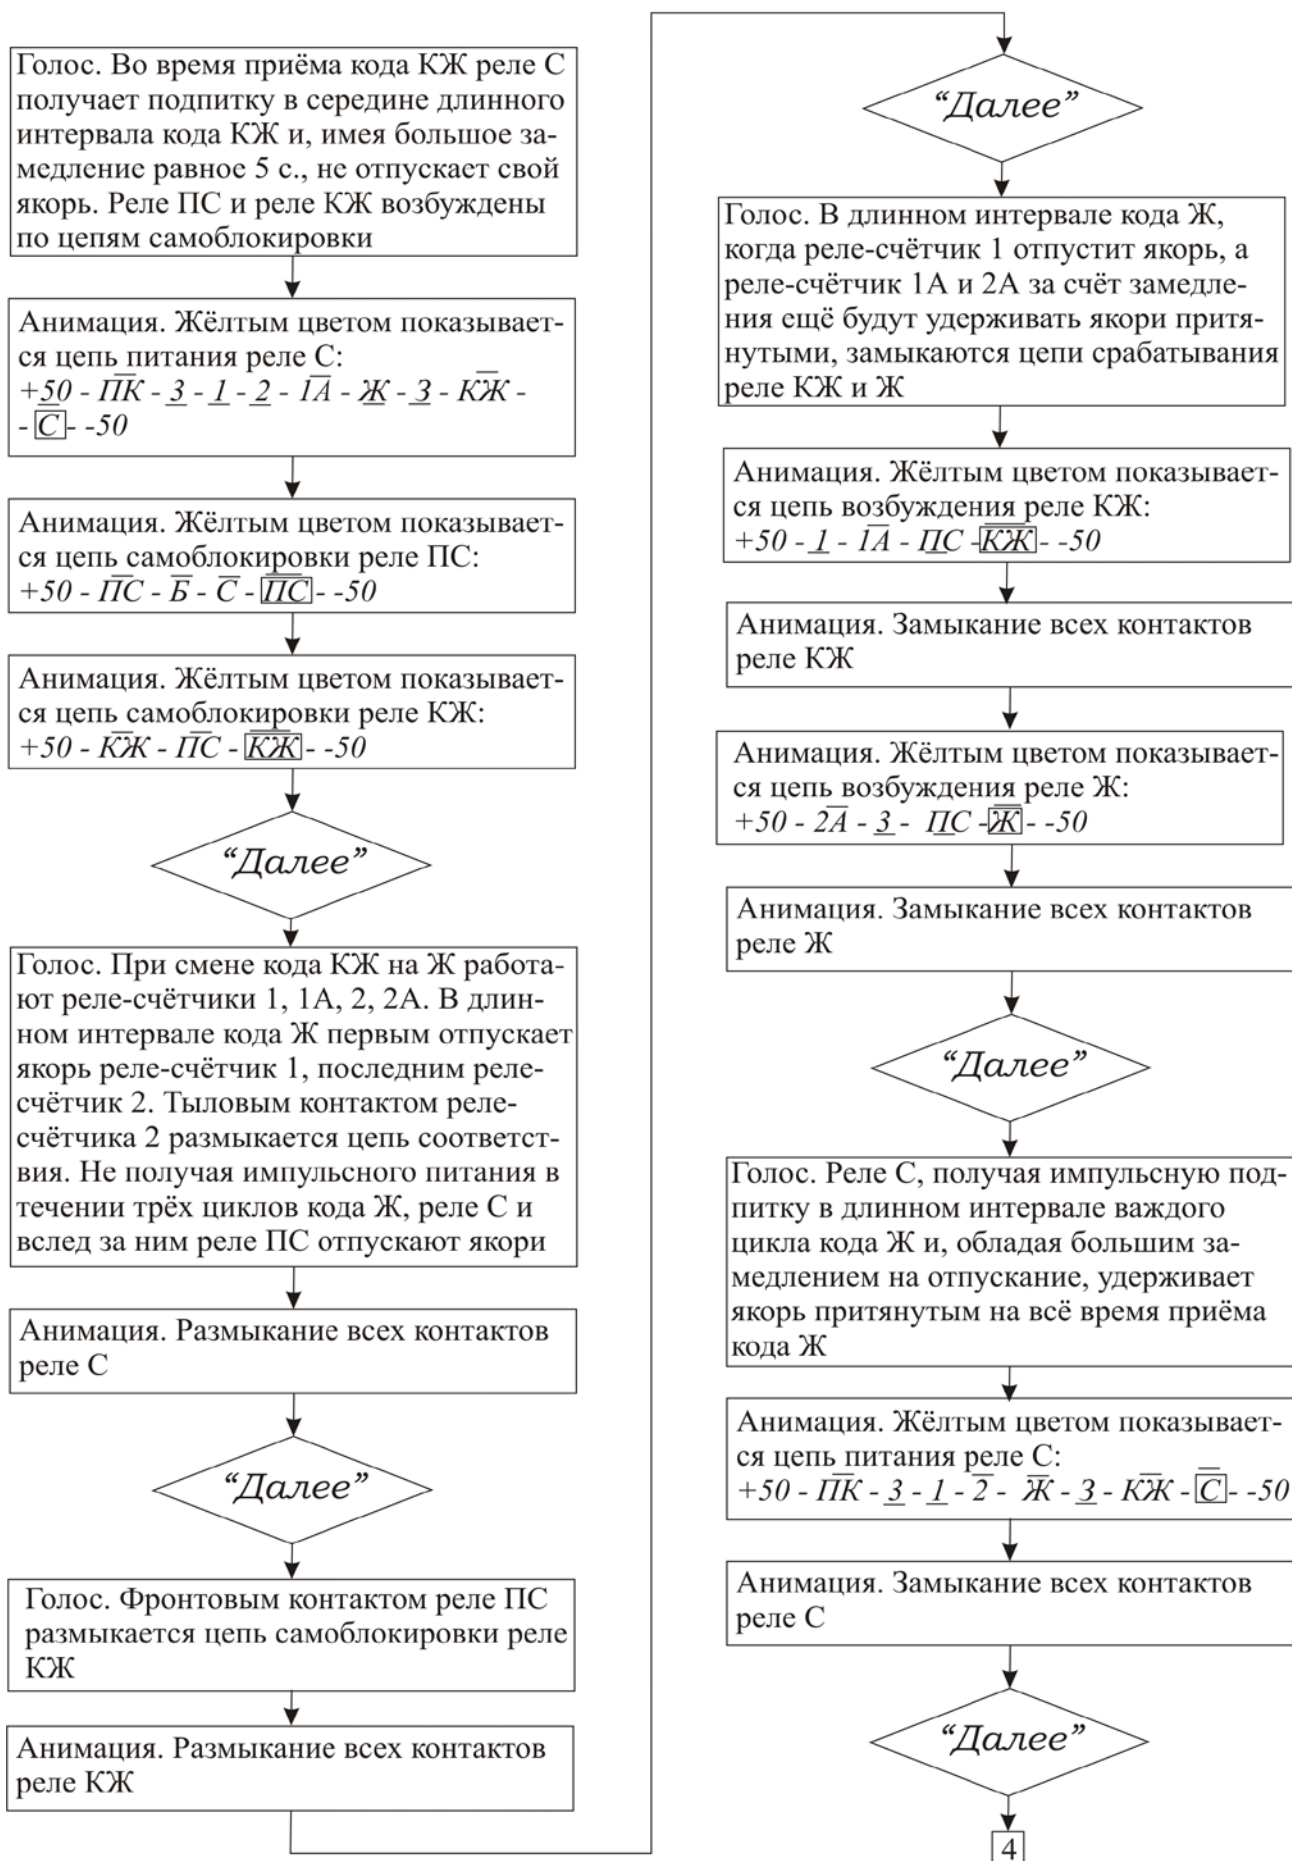 Голос. Во время приёма кода КЖ реле С
получает подпитку в середине длинного
интервала кода КЖ и, имея большое за-
медление равное 5 с., не отпускает свой
якорь. Реле ПС и реле КЖ возбуждены
по цепям самоблокировки
Анимация. Жёлтым цветом показывает-
ся цепь питания реле С:
+50 - ПК - 3 - 1 - 2 - 1А - Ж - З - КЖ -
- С - -50
Анимация. Жёлтым цветом показывает-
ся цепь самоблокировки реле ПС:
+50 - ПС - Б - С - ПС - -50
Анимация. Жёлтым цветом показывает-
ся цепь самоблокировки реле КЖ:
+50 - КЖ - ПС - КЖ - -50
“Далее”
Голос. При смене кода КЖ на Ж работа-
ют реле-счётчики 1, 1А, 2, 2А. В длин-
ном интервале кода Ж первым отпускает
якорь реле-счётчик 1, последним реле-
счётчик 2. Тыловым контактом реле-
счётчика 2 размыкается цепь соответст-
вия. Не получая импульсного питания в
течении трёх циклов кода Ж, реле С и
вслед за ним реле ПС отпускают якори
Анимация. Размыкание всех контактов
реле С
“Далее”
Голос. Фронтовым контактом реле ПС
размыкается цепь самоблокировки реле
КЖ
Анимация. Размыкание всех контактов
реле КЖ
“Далее”
Голос. В длинном интервале кода Ж,
когда реле-счётчик 1 отпустит якорь, а
реле-счётчик 1А и 2А за счёт замедле-
ния ещё будут удерживать якори притя-
нутыми, замыкаются цепи срабатывания
реле КЖ и Ж
Анимация. Жёлтым цветом показывает-
ся цепь возбуждения реле КЖ:
+50 - 1 - 1А - ПС -КЖ - -50
Анимация. Замыкание всех контактов
реле КЖ
Анимация. Жёлтым цветом показывает-
ся цепь возбуждения реле Ж:
+50 - 2А - 3 - ПС -Ж - -50
Анимация. Замыкание всех контактов
реле Ж
“Далее”
Голос. Реле С, получая импульсную под-
питку в длинном интервале важдого
цикла кода Ж и, обладая большим за-
медлением на отпускание, удерживает
якорь притянутым на всё время приёма
кода Ж
Анимация. Жёлтым цветом показывает-
ся цепь питания реле С:
+50 - ПК - 3 - 1 - 2 - Ж - З - КЖ - С - -50
Анимация. Замыкание всех контактов
реле С
“Далее”
4